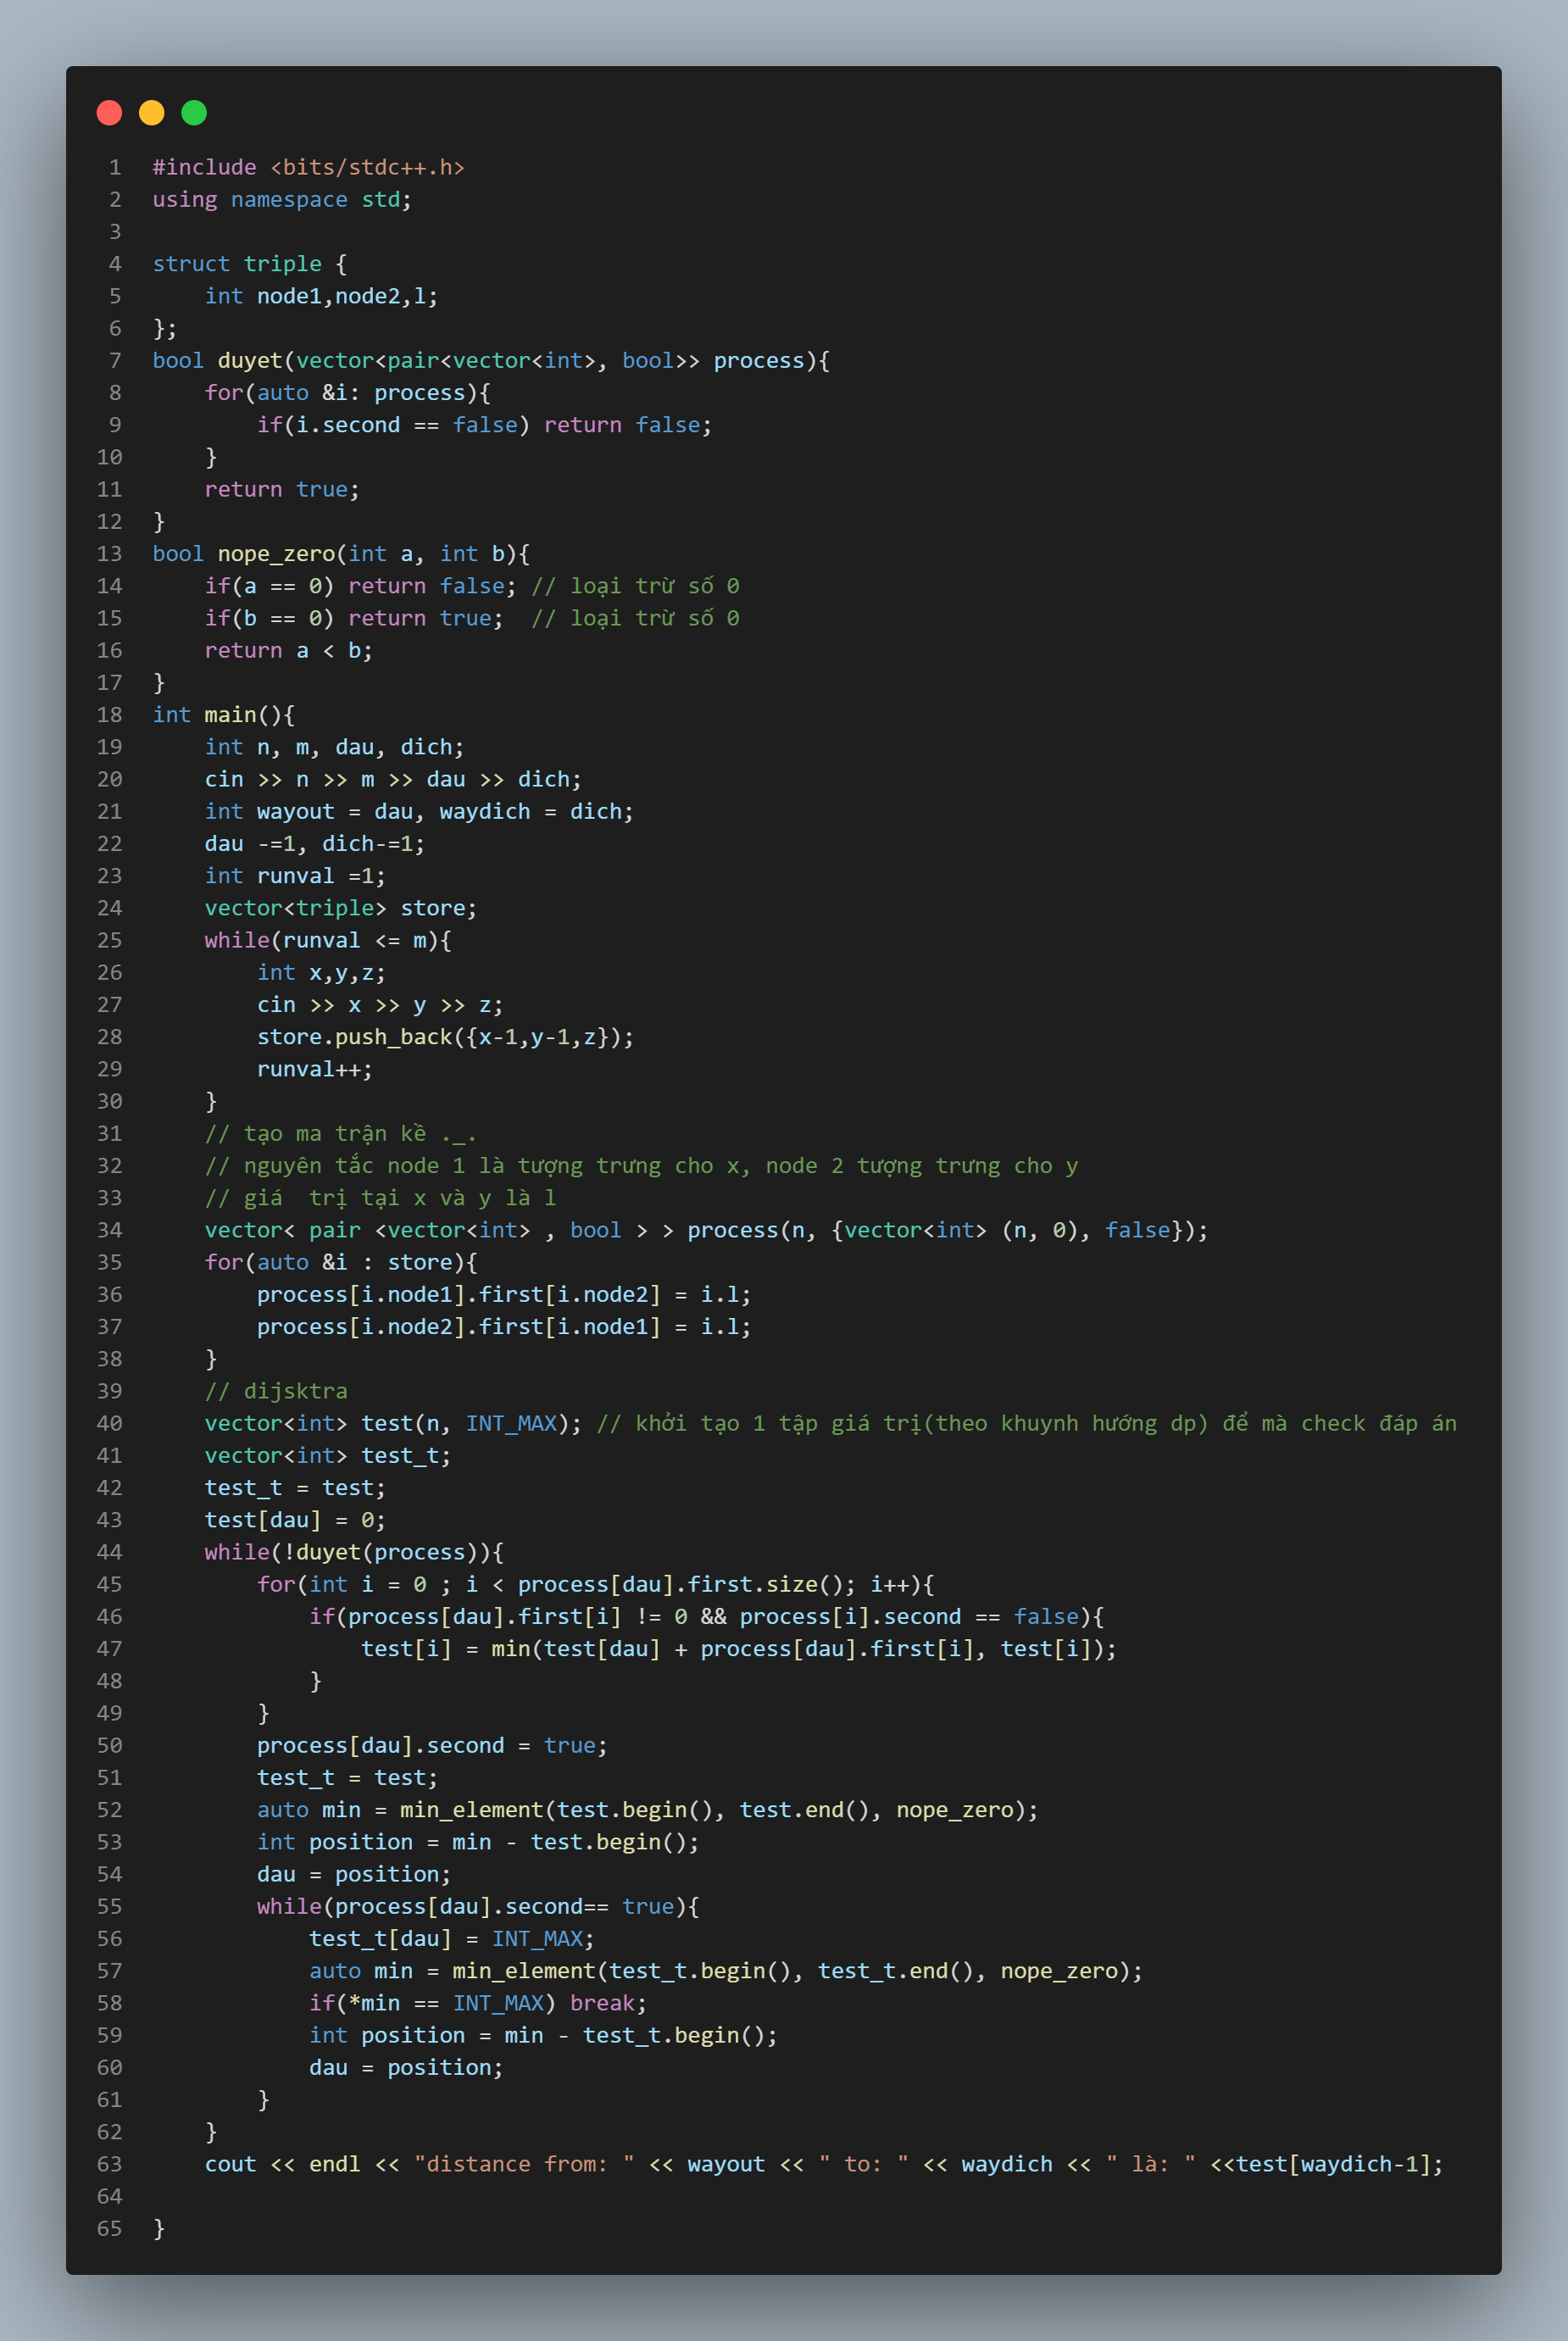 1 #include <bits/stdc++.h>
2 using namespace std;
3
4 struct triple {
5     int node1,node2,l;
6 };
7 bool duyet(vector<pair<vector<int>, bool>> process){
8     for(auto &i: process){
9         if(i.second == false) return false;
10     }
11     return true;
12 }
13 bool nope_zero(int a, int b){
14     if(a == 0) return false; // loại trừ số 0
15     if(b == 0) return true;  // loại trừ số 0
16     return a < b;
17 }
18 int main(){
19     int n, m, dau, dich;
20     cin >> n >> m >> dau >> dich;
21     int wayout = dau, waydich = dich;
22     dau -=1, dich-=1;
23     int runval =1;
24     vector<triple> store;
25     while(runval <= m){
26         int x,y,z;
27         cin >> x >> y >> z;
28         store.push_back({x-1,y-1,z});
29         runval++;
30     }
31     // tạo ma trận kề ._.
32     // nguyên tắc node 1 là tượng trưng cho x, node 2 tượng trưng cho y
33     // giá  trị tại x và y là l
34     vector< pair <vector<int> , bool > > process(n, {vector<int> (n, 0), false});
35     for(auto &i : store){
36         process[i.node1].first[i.node2] = i.l;
37         process[i.node2].first[i.node1] = i.l;
38     }
39     // dijsktra
40     vector<int> test(n, INT_MAX); // khởi tạo 1 tập giá trị(theo khuynh hướng dp) để mà check đáp án
41     vector<int> test_t;
42     test_t = test;
43     test[dau] = 0;
44     while(!duyet(process)){
45         for(int i = 0 ; i < process[dau].first.size(); i++){
46             if(process[dau].first[i] != 0 && process[i].second == false){
47                 test[i] = min(test[dau] + process[dau].first[i], test[i]);
48             }
49         }
50         process[dau].second = true;
51         test_t = test;
52         auto min = min_element(test.begin(), test.end(), nope_zero);
53         int position = min - test.begin();
54         dau = position;
55         while(process[dau].second== true){
56             test_t[dau] = INT_MAX;
57             auto min = min_element(test_t.begin(), test_t.end(), nope_zero);
58             if(*min == INT_MAX) break;
59             int position = min - test_t.begin();
60             dau = position;
61         }
62     }
63     cout << endl << "distance from: " << wayout << " to: " << waydich << " là: " <<test[waydich-1];
64
65 }